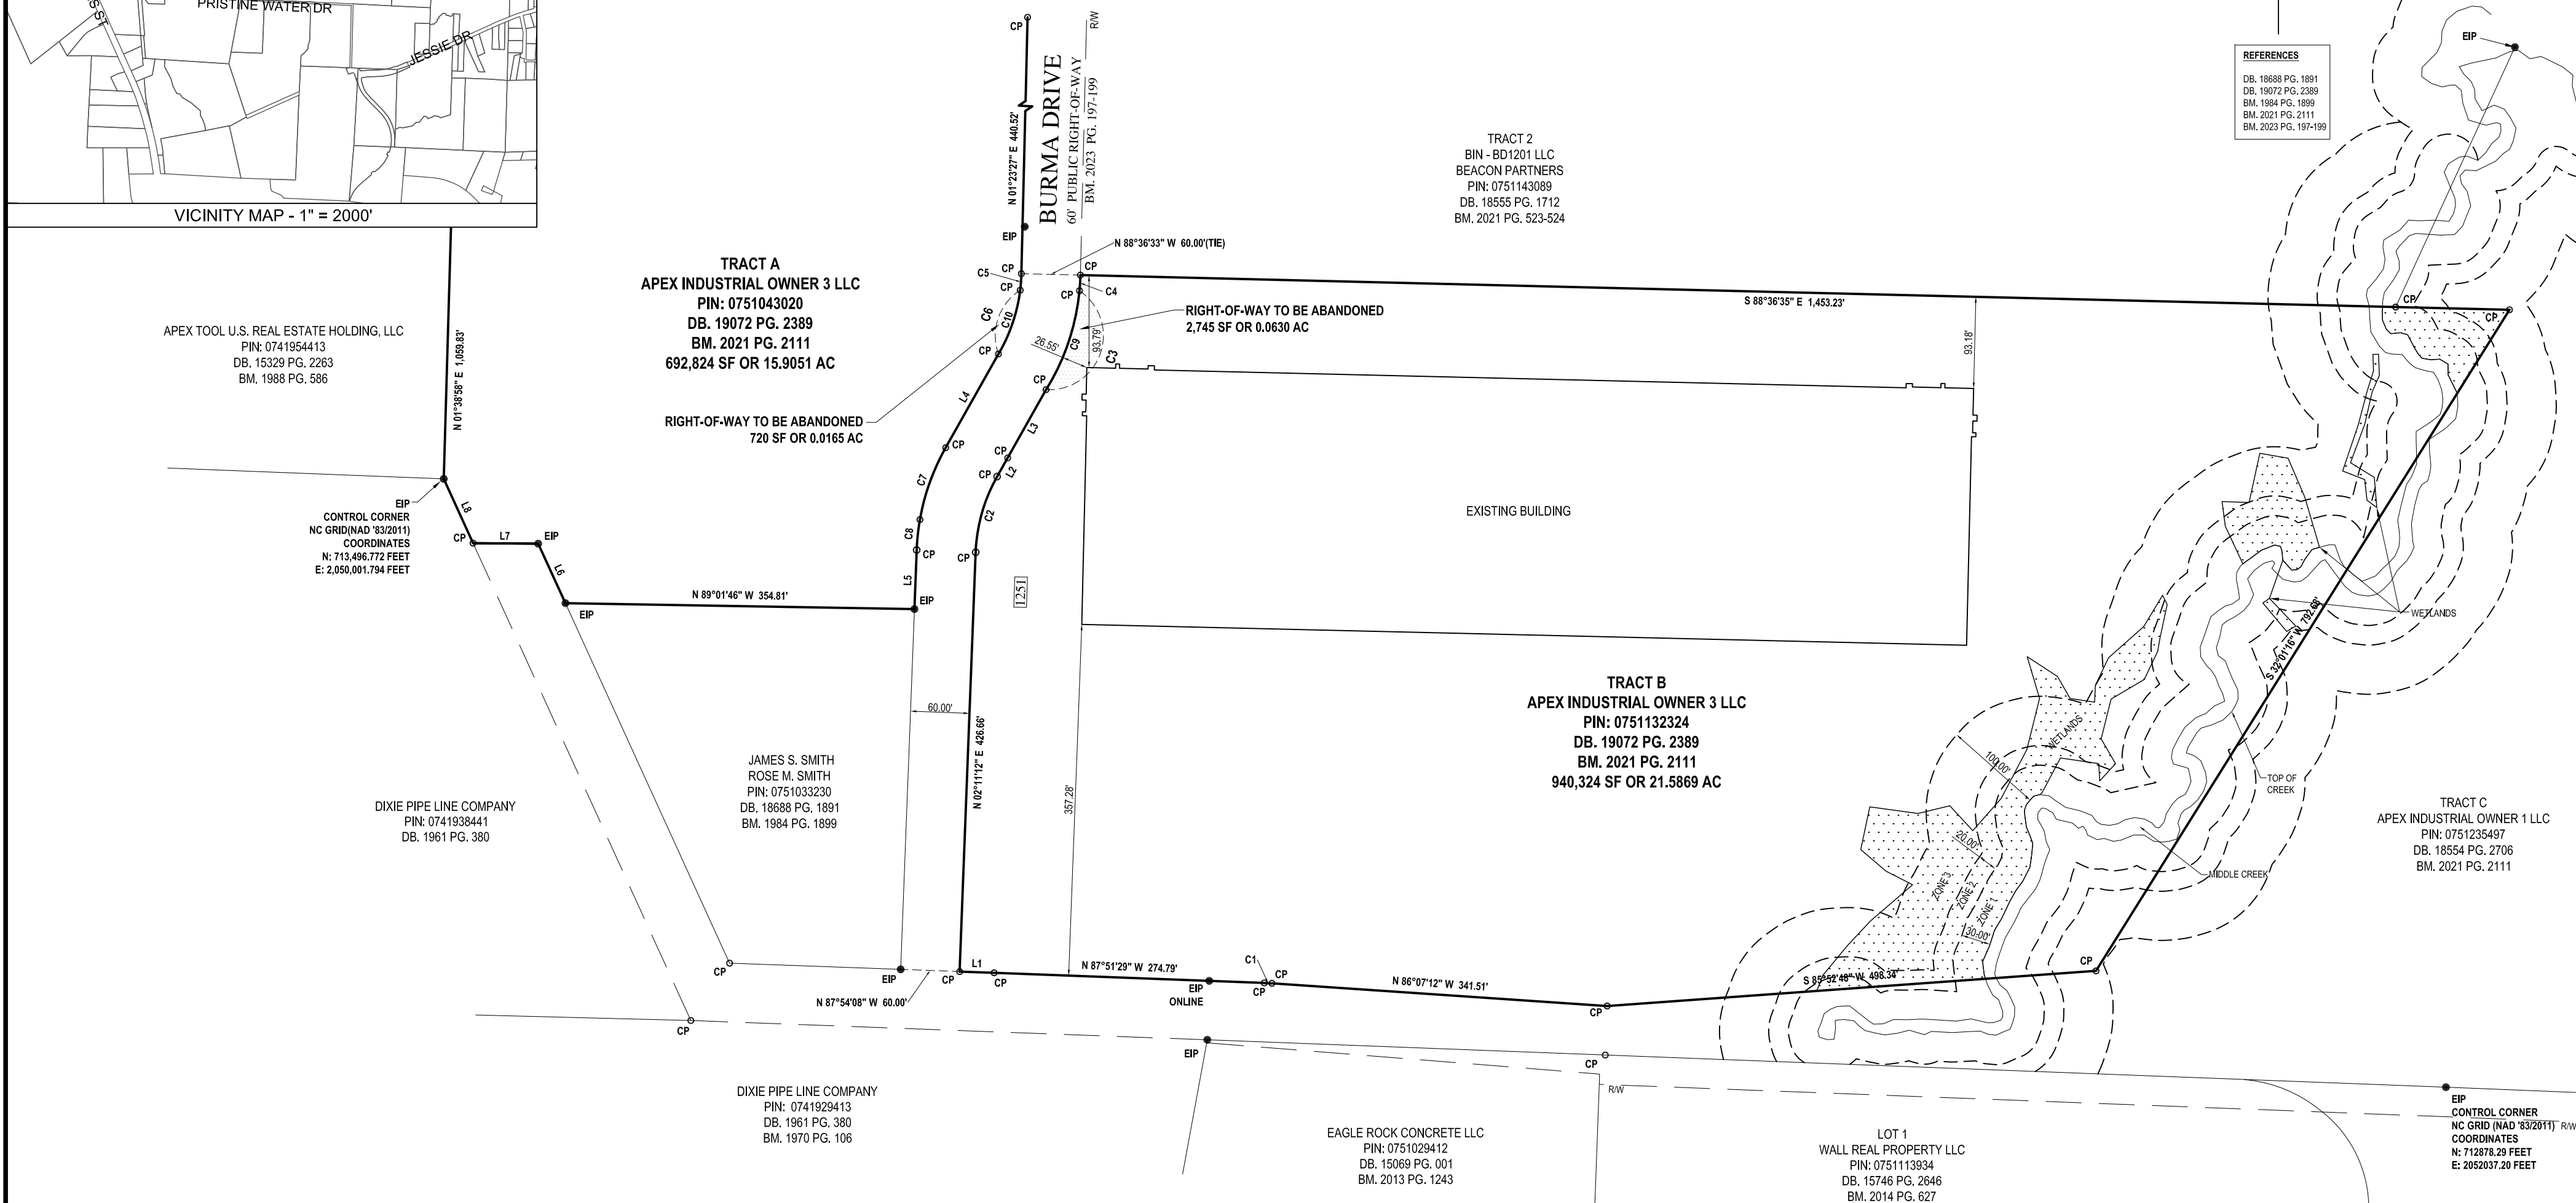 PRISTINE WATER DR
JESSIE DR
VICINITY MAP - 1" = 2000'
APEX TOOL U.S. REAL ESTATE HOLDING, LLC
PIN: 0741954413
DB. 15329 PG. 2263
BM. 1988 PG. 586
N 01°38'58" E 1,059.83'
TRACT A
APEX INDUSTRIAL OWNER 3 LLC
PIN: 0751043020
DB. 19072 PG. 2389
BM. 2021 PG. 2111
692,824 SF OR 15.9051 AC
RIGHT-OF-WAY TO BE ABANDONED
720 SF OR 0.0165 AC
CP
N 01°23'27" E 440.52'
BURMA DRIVE
60' PUBLIC RIGHT-OF-WAY
BM. 2023 PG. 197-199
R/W
EIP
N 88°36'33" W 60.00'(TIE)
C5
CP
CP
CP
CP
C4
C6
C10
C9
C3
26.55'
93.79'
RIGHT-OF-WAY TO BE ABANDONED
2,745 SF OR 0.0630 AC
CP
CP
L4
L3
CP
CP
L2
CP
C7
C2
C8
CP
CP
L5
EIP
1251
TRACT 2
BIN - BD1201 LLC
BEACON PARTNERS
PIN: 0751143089
DB. 18555 PG. 1712
BM. 2021 PG. 523-524
S 88°36'35" E 1,453.23'
93.18'
REFERENCES
DB. 18688 PG. 1891
DB. 19072 PG. 2389
BM. 1984 PG. 1899
BM. 2021 PG. 2111
BM. 2023 PG. 197-199
EIP
CP
CP
EXISTING BUILDING
WETLANDS
S 32°01'16" W 792.68'
EIP
CONTROL CORNER
NC GRID(NAD '83/2011)
COORDINATES
N: 713,496.772 FEET
E: 2,050,001.794 FEET
L8
CP
L7
EIP
L6
EIP
N 89°01'46" W 354.81'
60.00'
N 02°11'12" E 426.66'
357.28'
TRACT B
APEX INDUSTRIAL OWNER 3 LLC
PIN: 0751132324
DB. 19072 PG. 2389
BM. 2021 PG. 2111
940,324 SF OR 21.5869 AC
WETLANDS
100.00'
20.00'
ZONE 3
ZONE 2
ZONE 1
30.00'
TOP OF
CREEK
MIDDLE CREEK
TRACT C
APEX INDUSTRIAL OWNER 1 LLC
PIN: 0751235497
DB. 18554 PG. 2706
BM. 2021 PG. 2111
JAMES S. SMITH
ROSE M. SMITH
PIN: 0751033230
DB. 18688 PG. 1891
BM. 1984 PG. 1899
DIXIE PIPE LINE COMPANY
PIN: 0741938441
DB. 1961 PG. 380
CP
EIP
N 87°54'08" W 60.00'
CP
L1
CP
N 87°51'29" W 274.79'
EIP
ONLINE
C1
CP
CP
N 86°07'12" W 341.51'
CP
S 85°52'48" W 498.34'
CP
CP
EIP
CP
R/W
DIXIE PIPE LINE COMPANY
PIN: 0741929413
DB. 1961 PG. 380
BM. 1970 PG. 106
EAGLE ROCK CONCRETE LLC
PIN: 0751029412
DB. 15069 PG. 001
BM. 2013 PG. 1243
LOT 1
WALL REAL PROPERTY LLC
PIN: 0751113934
DB. 15746 PG. 2646
BM. 2014 PG. 627
EIP
CONTROL CORNER
NC GRID (NAD '83/2011)
R/W
COORDINATES
N: 712878.29 FEET
E: 2052037.20 FEET